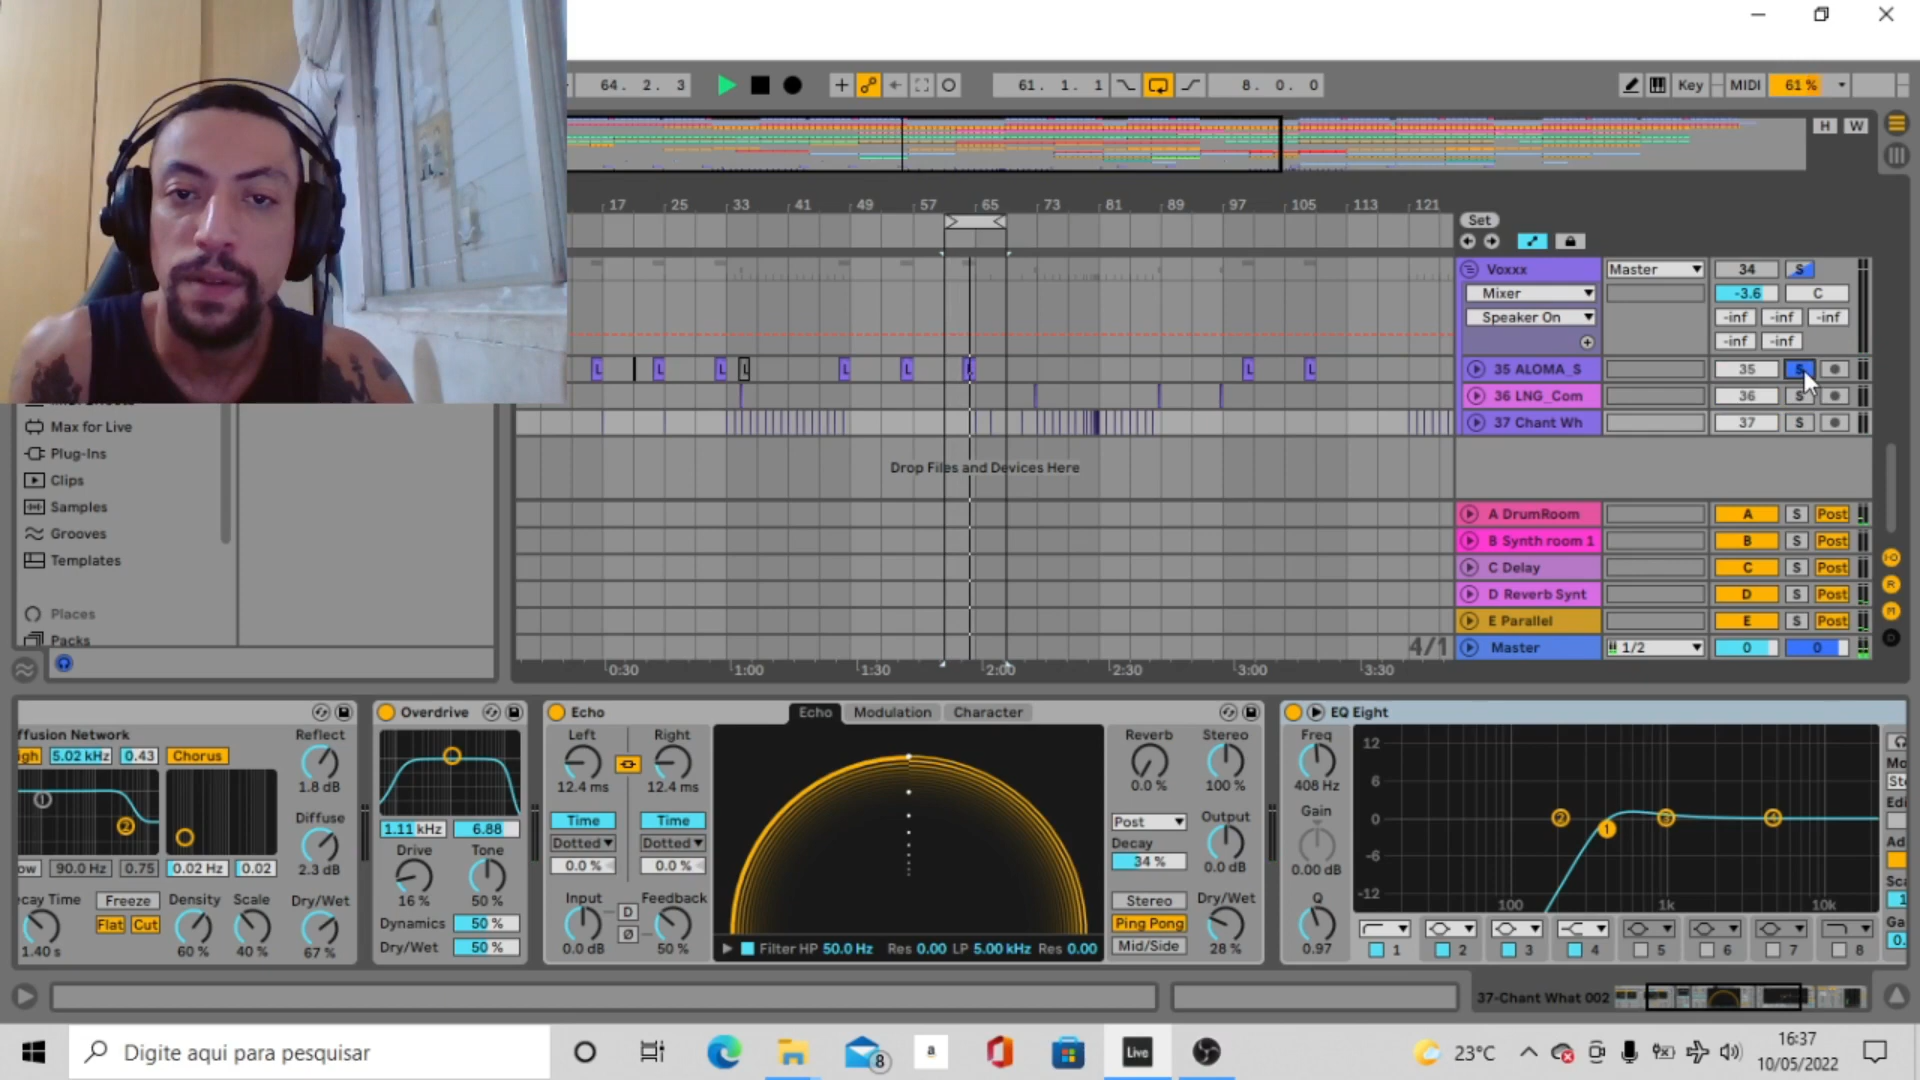 64. 2. 3
61. 1. 1
8. 0. 0
Key
MIDI
61 %
H W
17 25 33 41 49 57 65 73 81 89 97 105 113 121
Set
Voxxx Master 34 S
Mixer -3.6 C
Speaker On -inf -inf -inf
-inf -inf
L L L L L L L L
35 ALOMA_S 35 S
36 LNG_Com 36 S
37 Chant Wh 37 S
Max for Live
Plug-Ins
Clips
Samples
Grooves
Templates
Places
Packs
Drop Files and Devices Here
A DrumRoom A S Post
B Synth room 1 B S Post
C Delay C S Post
D Reverb Synt D S Post
E Parallel E S Post
4/1
Master 1/2 0 0
0:30 1:00 1:30 2:00 2:30 3:00 3:30
ffusion Network
5.02 kHz 0.43 Chorus
Reflect
1.8 dB
Diffuse
2.3 dB
ow 90.0 Hz 0.75 0.02 Hz 0.02
cay Time Freeze Density Scale Dry/Wet
Flat Cut
1.40 s 60 % 40 % 67 %
Overdrive
1.11 kHz 6.88
Drive Tone
16 % 50 %
Dynamics 50 %
Dry/Wet 50 %
Echo
Echo Modulation Character
Left Right
12.4 ms 12.4 ms
Time Time
Dotted Dotted
0.0 % 0.0 %
Input Feedback
D
Ø
0.0 dB 50 %
Filter HP 50.0 Hz Res 0.00 LP 5.00 kHz Res 0.00
Reverb Stereo
0.0 % 100 %
Post Output
Decay
34 % 0.0 dB
Stereo Dry/Wet
Ping Pong
Mid/Side 28 %
EQ Eight
Freq
408 Hz
Gain
0.00 dB
Q
0.97
12
6
0
-6
-12
100 1k 10k
1 2 3 4 5 6 7 8
37-Chant What 002
Digite aqui para pesquisar
8
a
Live
23°C
16:37
10/05/2022